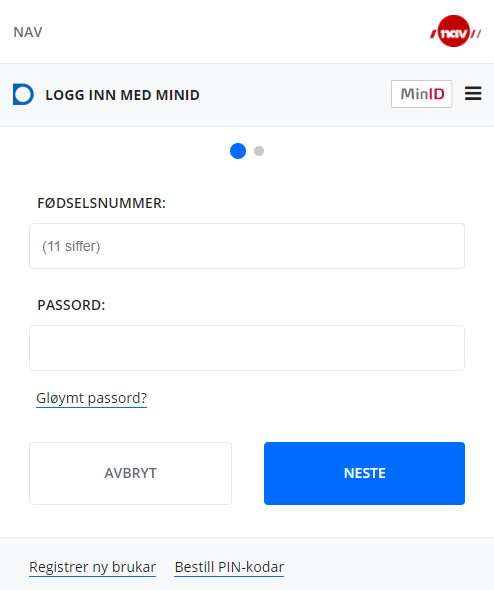 NAV
nav
LOGG INN MED MINID
MinID
FØDSELSNUMMER:
(11 siffer)
PASSORD:
Gløymt passord?
AVBRYT NESTE
Registrer ny brukar Bestill PIN-kodar